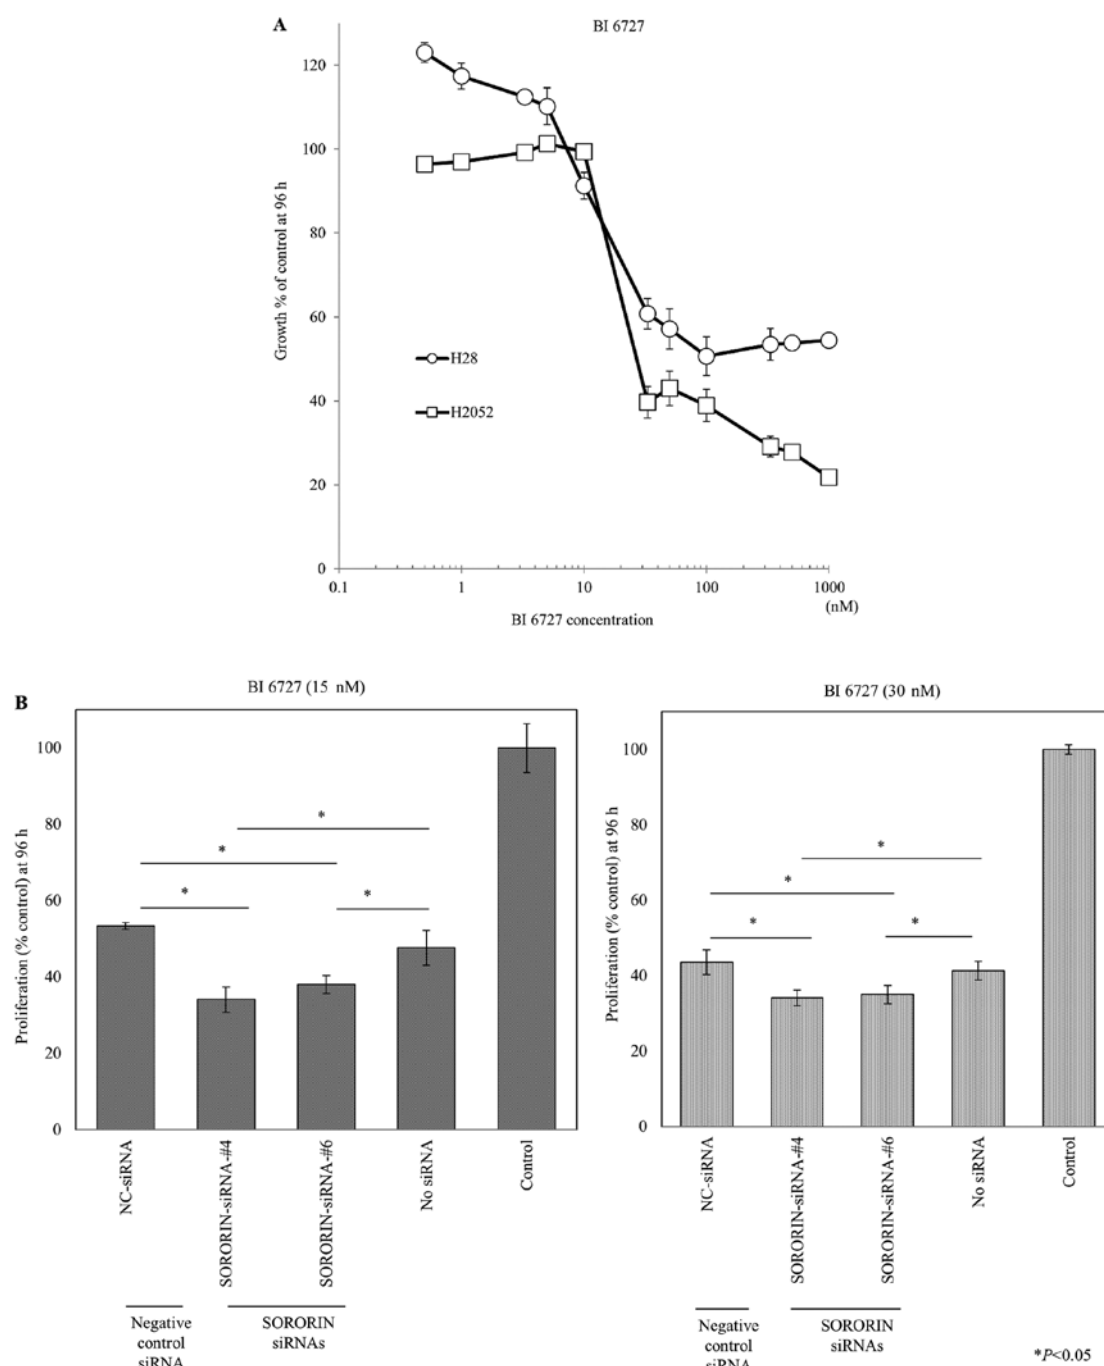 A
BI 6727
Growth % of control at 96 h
120
100
80
60
40
20
0
H28
H2052
0.1
1
10
100
1000
(nM)
BI 6727 concentration
B
BI 6727 (15 nM)
Proliferation (% control) at 96 h
100
80
60
40
20
0
*
*
*
*
NC-siRNA
SORORIN-siRNA-#4
SORORIN-siRNA-#6
No siRNA
Control
Negative
control
siRNA
SORORIN
siRNAs
BI 6727 (30 nM)
Proliferation (% control) at 96 h
100
80
60
40
20
0
*
*
*
*
NC-siRNA
SORORIN-siRNA-#4
SORORIN-siRNA-#6
No siRNA
Control
Negative
control
siRNA
SORORIN
siRNAs
*P<0.05